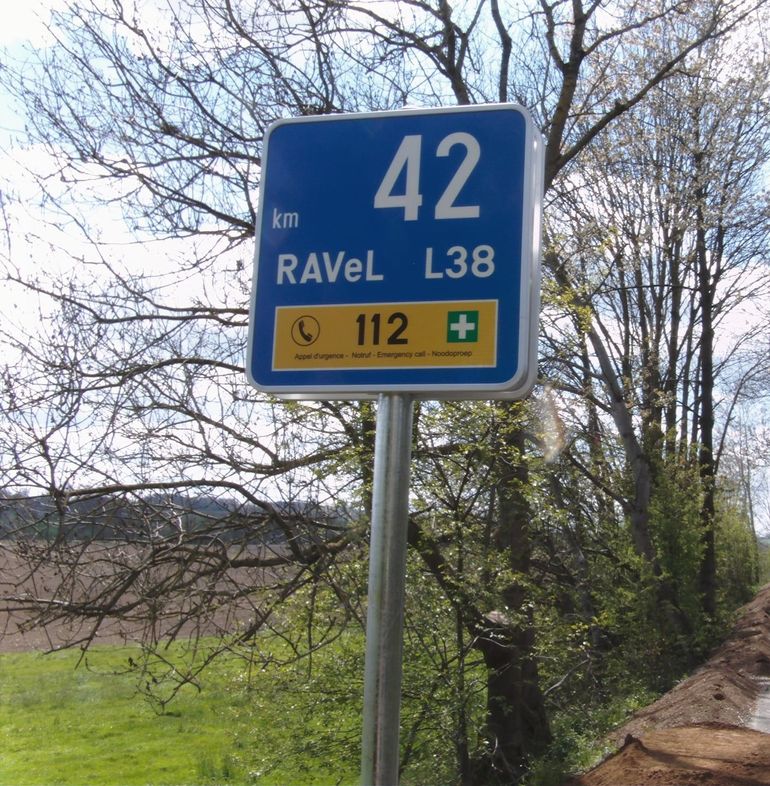 42
km
RAVeL L38
112
Appel d'urgence - Notruf - Emergency call - Noodoproep